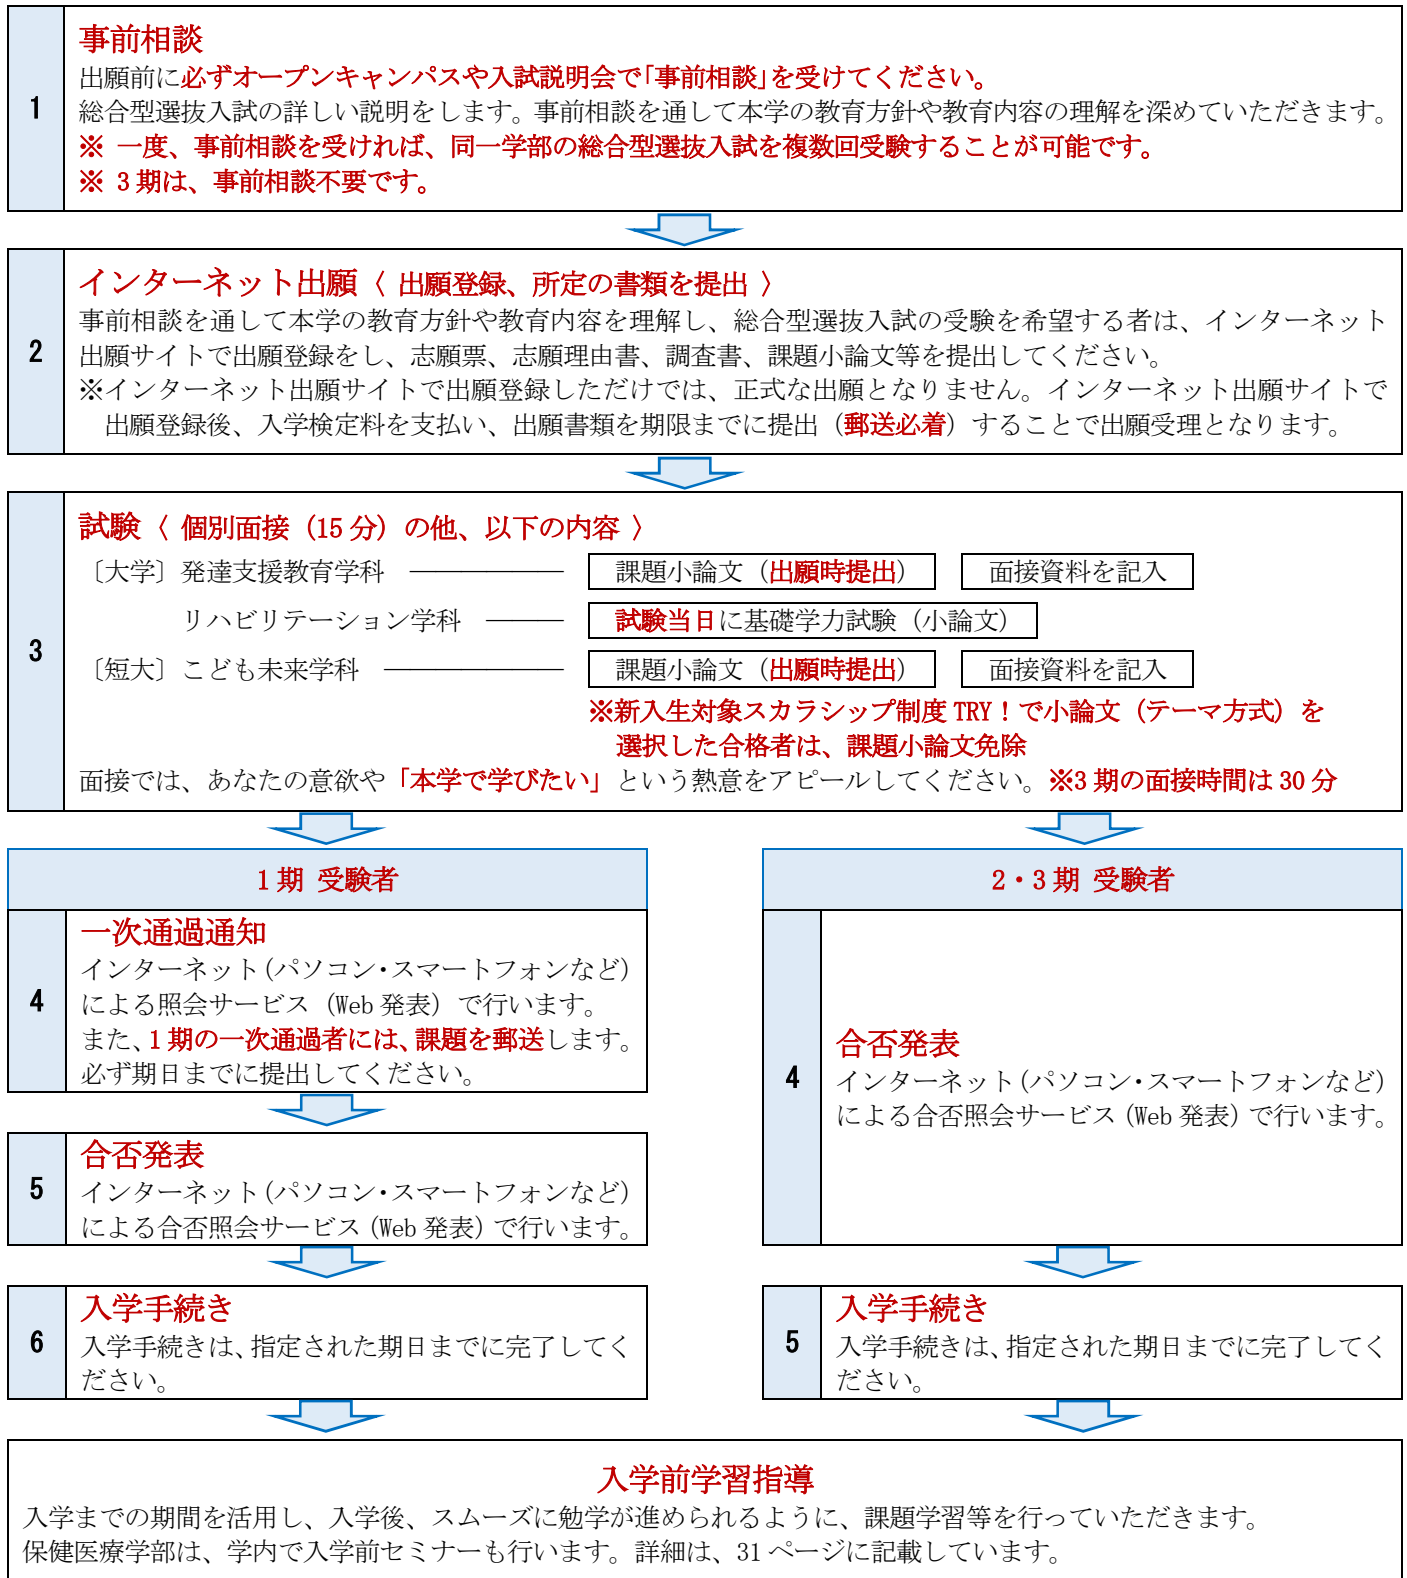 1
事前相談
出願前に必ずオープンキャンパスや入試説明会で「事前相談」を受けてください。
総合型選抜入試の詳しい説明をします。事前相談を通して本学の教育方針や教育内容の理解を深めていただきます。
※ 一度、事前相談を受ければ、同一学部の総合型選抜入試を複数回受験することが可能です。
※ 3期は、事前相談不要です。
2
インターネット出願〈 出願登録、所定の書類を提出 〉
事前相談を通して本学の教育方針や教育内容を理解し、総合型選抜入試の受験を希望する者は、インターネット
出願サイトで出願登録をし、志願票、志願理由書、調査書、課題小論文等を提出してください。
※インターネット出願サイトで出願登録しただけでは、正式な出願となりません。インターネット出願サイトで
出願登録後、入学検定料を支払い、出願書類を期限までに提出（郵送必着）することで出願受理となります。
3
試験〈 個別面接（15分）の他、以下の内容 〉
〔大学〕発達支援教育学科 ―――――― 課題小論文（出願時提出） 面接資料を記入
リハビリテーション学科 ――― 試験当日に基礎学力試験（小論文）
〔短大〕こども未来学科 ――――――― 課題小論文（出願時提出） 面接資料を記入
※新入生対象スカラシップ制度 TRY！で小論文（テーマ方式）を
選択した合格者は、課題小論文免除
面接では、あなたの意欲や「本学で学びたい」という熱意をアピールしてください。※3期の面接時間は30分
1期 受験者
4
一次通過通知
インターネット（パソコン・スマートフォンなど）
による照会サービス（Web発表）で行います。
また、1期の一次通過者には、課題を郵送します。
必ず期日までに提出してください。
5
合否発表
インターネット（パソコン・スマートフォンなど）
による合否照会サービス（Web発表）で行います。
6
入学手続き
入学手続きは、指定された期日までに完了してく
ださい。
2・3期 受験者
4
合否発表
インターネット（パソコン・スマートフォンなど）
による合否照会サービス（Web発表）で行います。
5
入学手続き
入学手続きは、指定された期日までに完了してく
ださい。
入学前学習指導
入学までの期間を活用し、入学後、スムーズに勉学が進められるように、課題学習等を行っていただきます。
保健医療学部は、学内で入学前セミナーも行います。詳細は、31ページに記載しています。